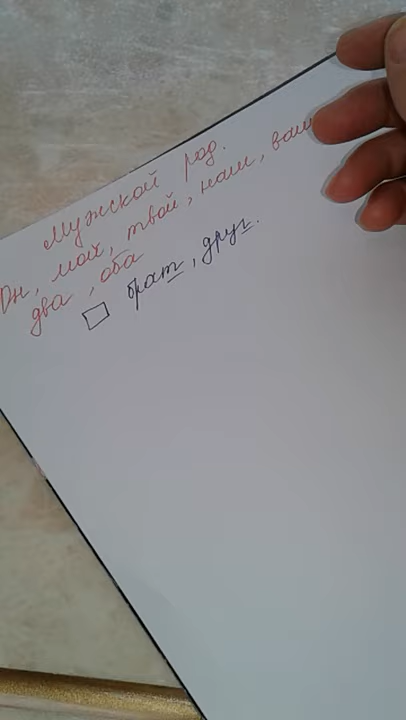 Мужской род.
Он, мой, твой, наш, ваш
два, оба
брат, друг.